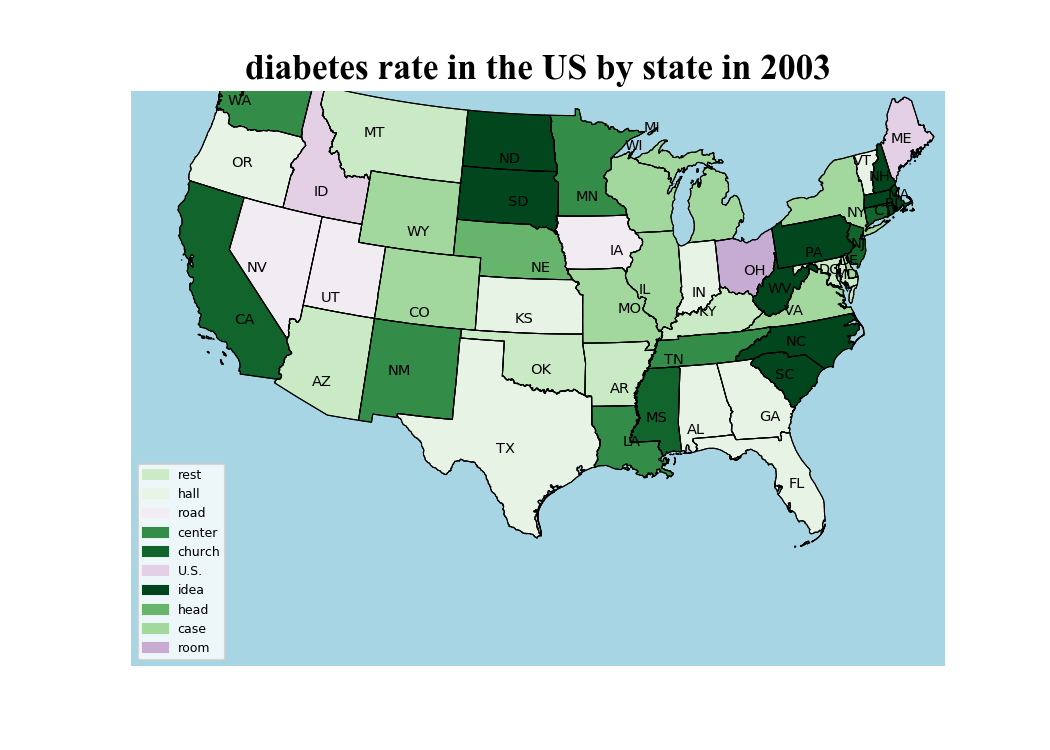 diabetes rate in the US by state in 2003
WA
MT
ND
MI
WI
ME
OR
ID
SD
MN
VT
NH
MA
WY
NY
CT
RI
NV
NE
IA
PA
NJ
UT
CO
KS
MO
IL
IN
OH
WV
DC
DE
MD
CA
KY
VA
AZ
NM
OK
AR
TN
NC
SC
TX
LA
MS
AL
GA
FL
rest
hall
road
center
church
U.S.
idea
head
case
room